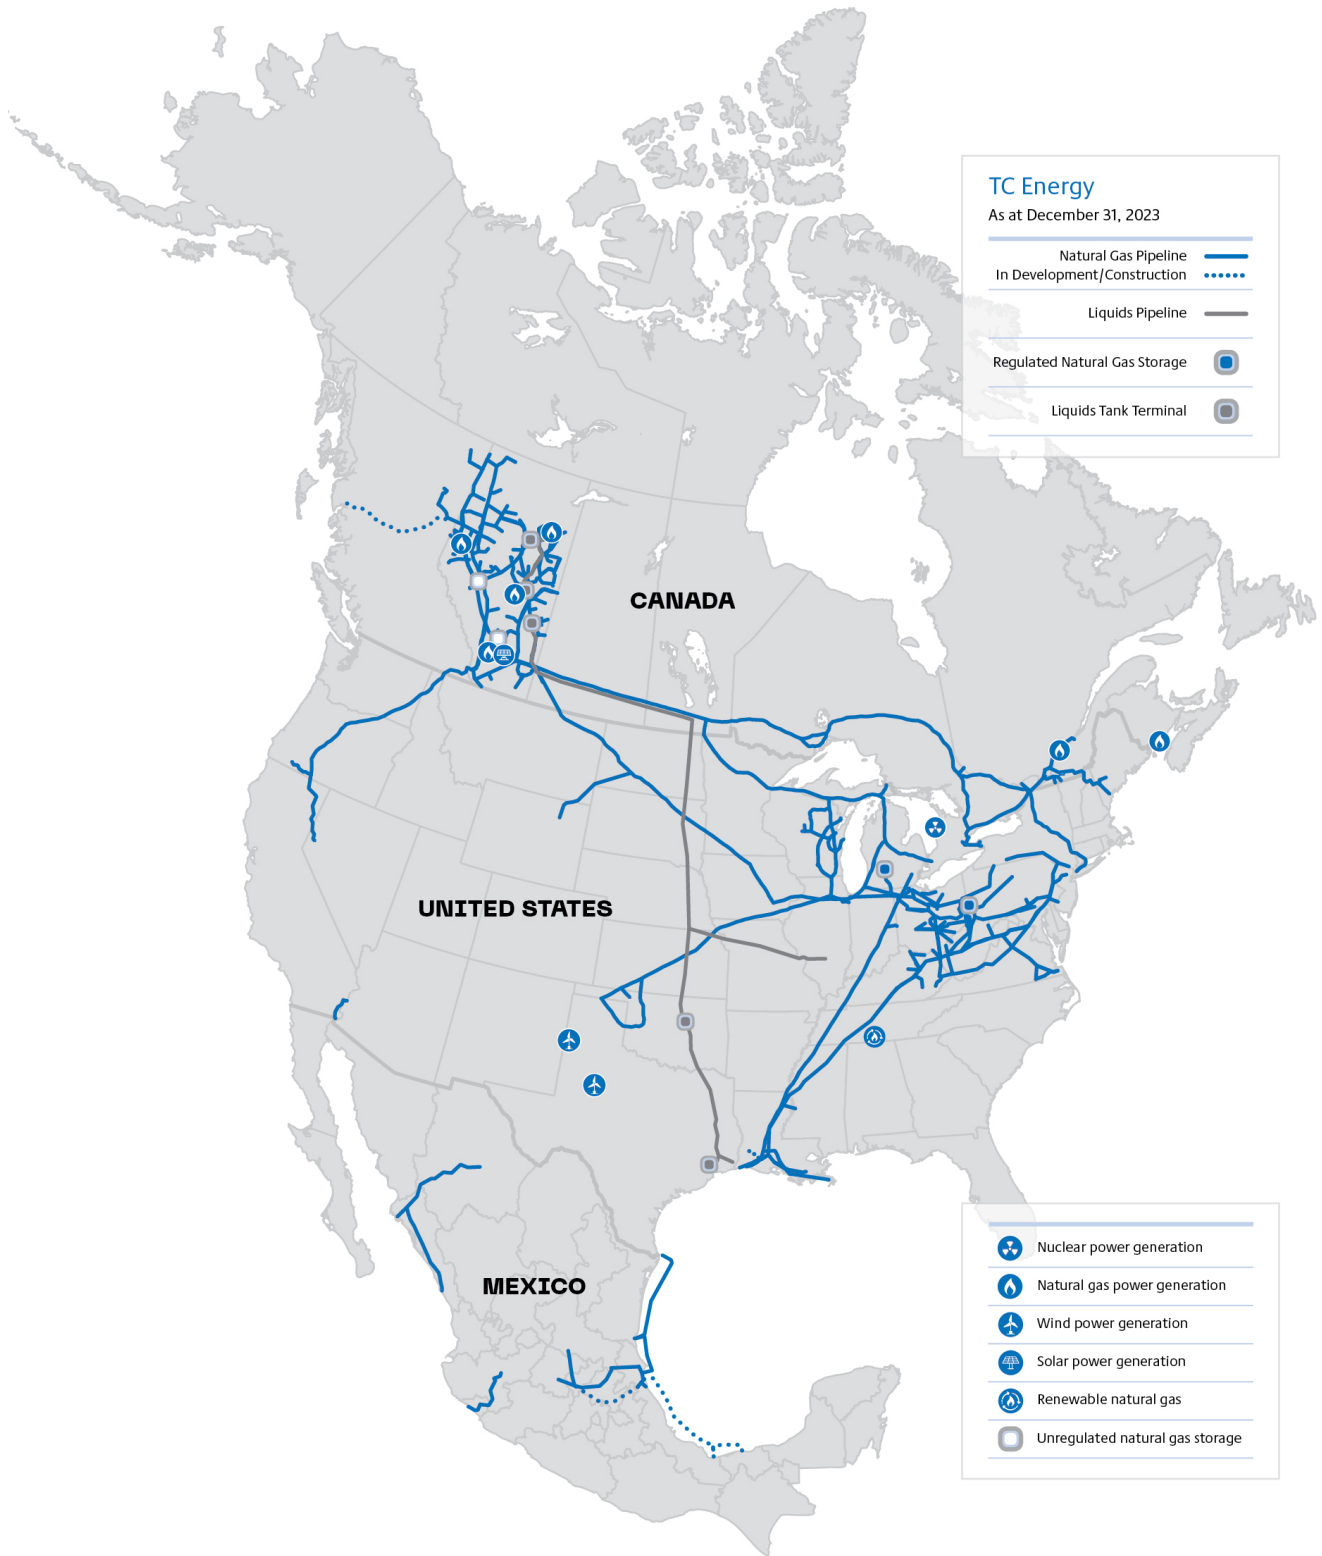 TC Energy
As at December 31, 2023
Natural Gas Pipeline
In Development/Construction
Liquids Pipeline
Regulated Natural Gas Storage
Liquids Tank Terminal
CANADA
UNITED STATES
MEXICO
Nuclear power generation
Natural gas power generation
Wind power generation
Solar power generation
Renewable natural gas
Unregulated natural gas storage